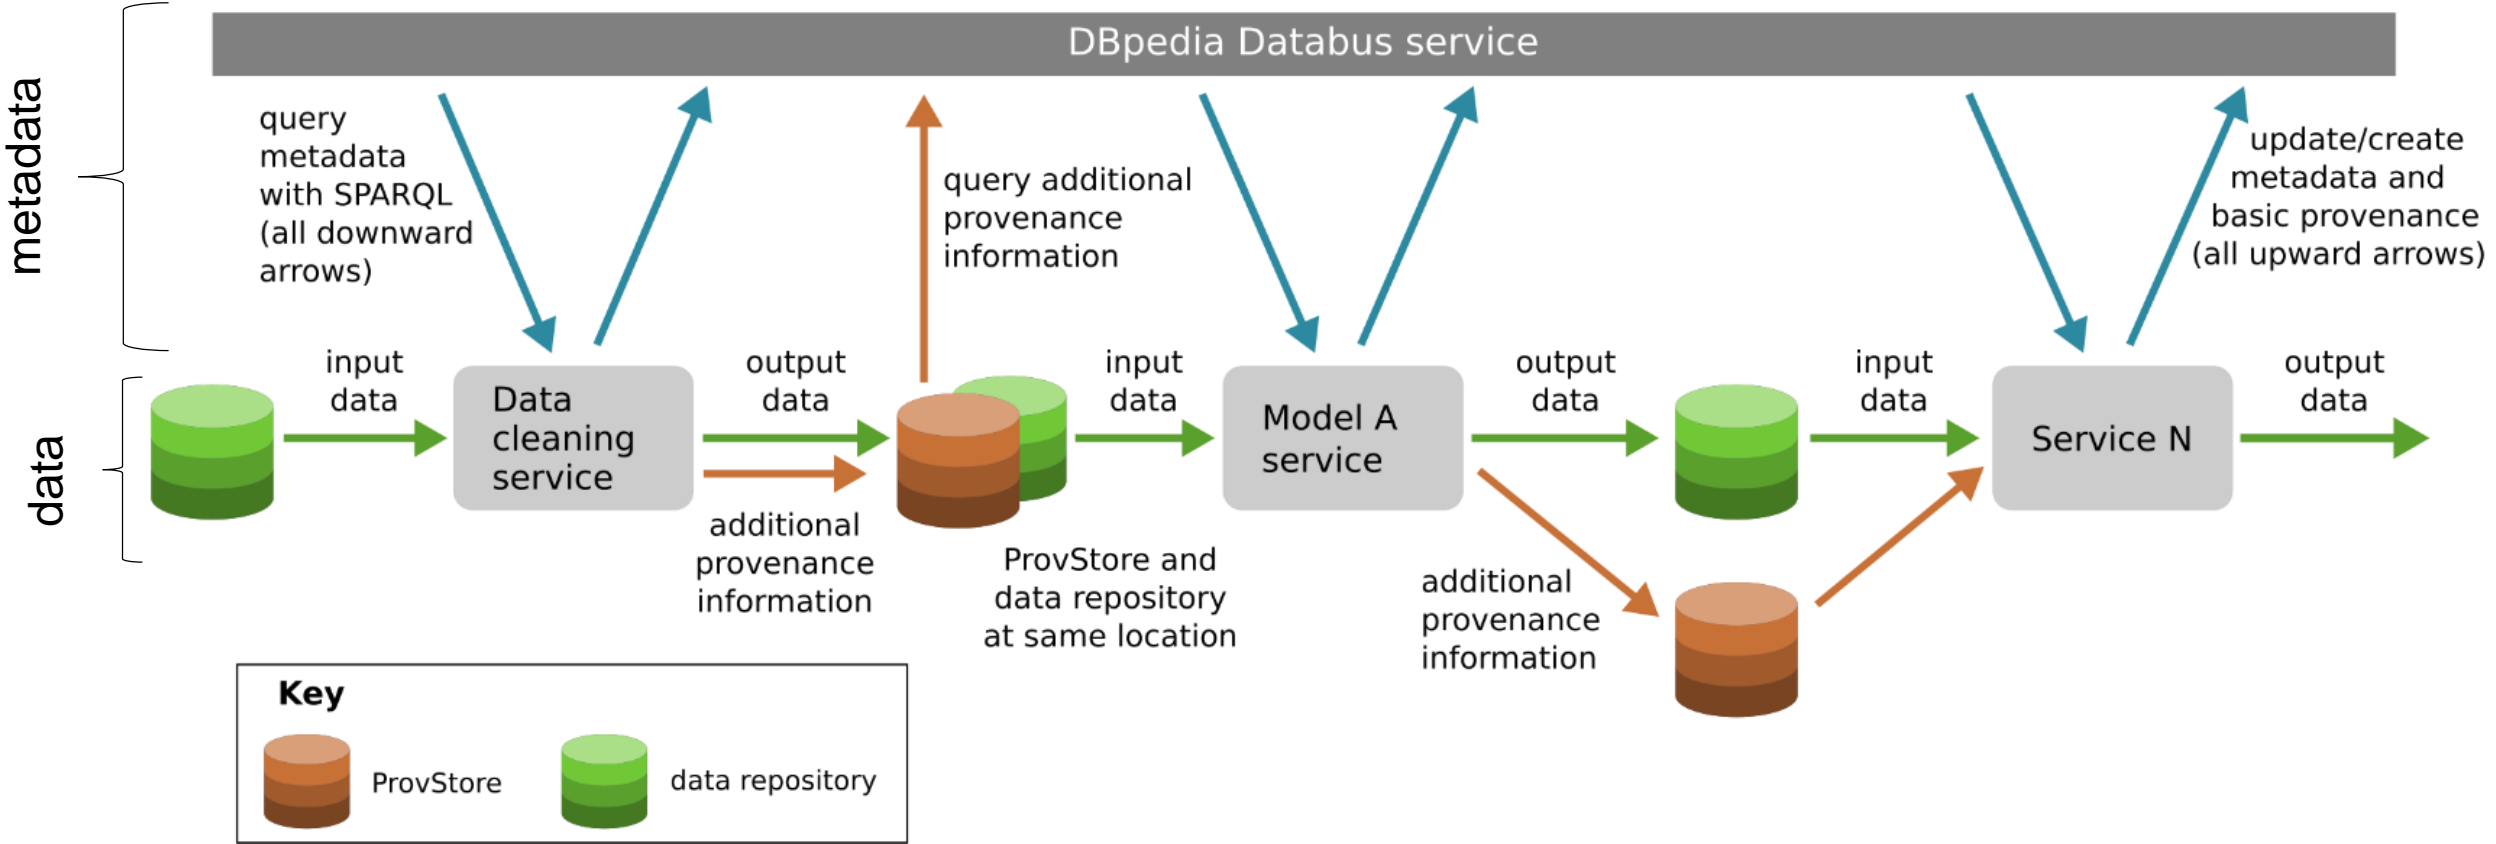 DBpedia Databus service
metadata
query
metadata
with SPARQL
(all downward
arrows)
query additional
provenance
information
update/create
metadata and
basic provenance
(all upward arrows)
data
input
data
Data
cleaning
service
output
data
additional
provenance
information
ProvStore and
data repository
at same location
input
data
Model A
service
output
data
additional
provenance
information
input
data
Service N
output
data
Key
ProvStore
data repository